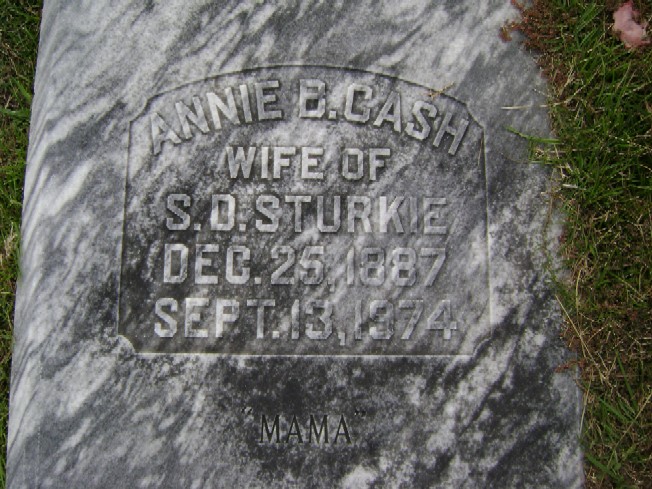 ANNIE B. CASH
WIFE OF
S. D. STURKIE
DEC. 25, 1887
SEPT. 13, 1974
"MAMA"